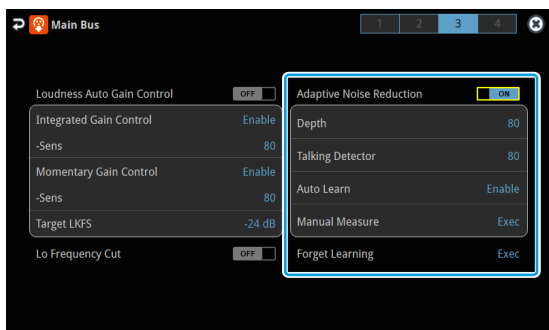 Main Bus
1 2 3 4
Loudness Auto Gain Control OFF
Integrated Gain Control Enable
-Sens 80
Momentary Gain Control Enable
-Sens 80
Target LKFS -24 dB
Lo Frequency Cut OFF
Adaptive Noise Reduction ON
Depth 80
Talking Detector 80
Auto Learn Enable
Manual Measure Exec
Forget Learning Exec